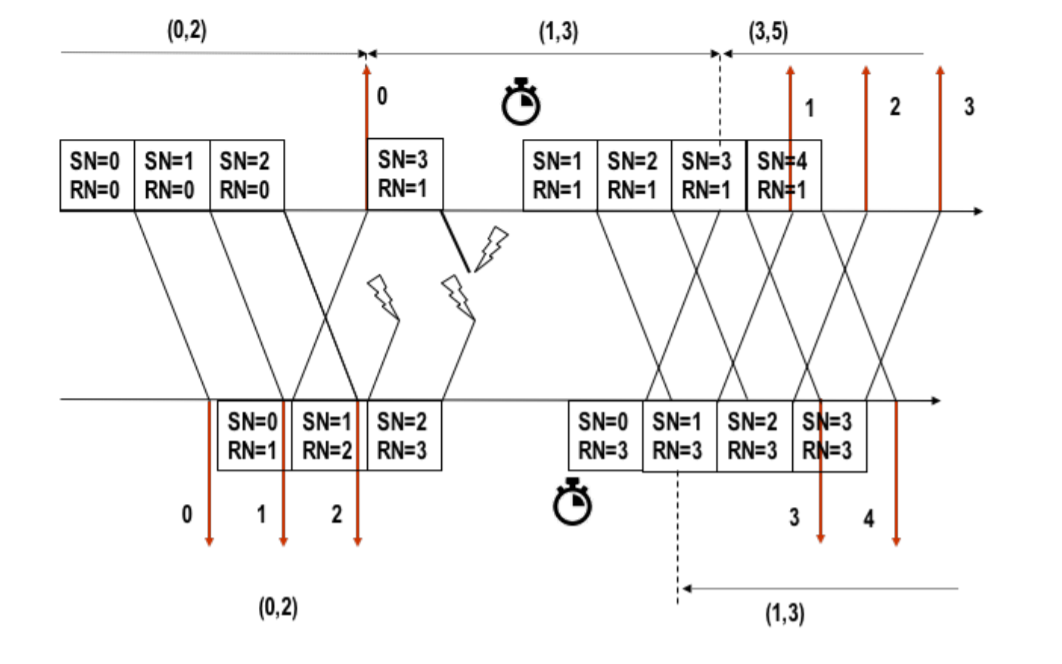 (0,2)
(1,3)
(3,5)
0
1
2
3
SN=0
RN=0
SN=1
RN=0
SN=2
RN=0
SN=3
RN=1
SN=1
RN=1
SN=2
RN=1
SN=3
RN=1
SN=4
RN=1
SN=0
RN=1
SN=1
RN=2
SN=2
RN=3
SN=0
RN=3
SN=1
RN=3
SN=2
RN=3
SN=3
RN=3
0
1
2
3
4
(0,2)
(1,3)